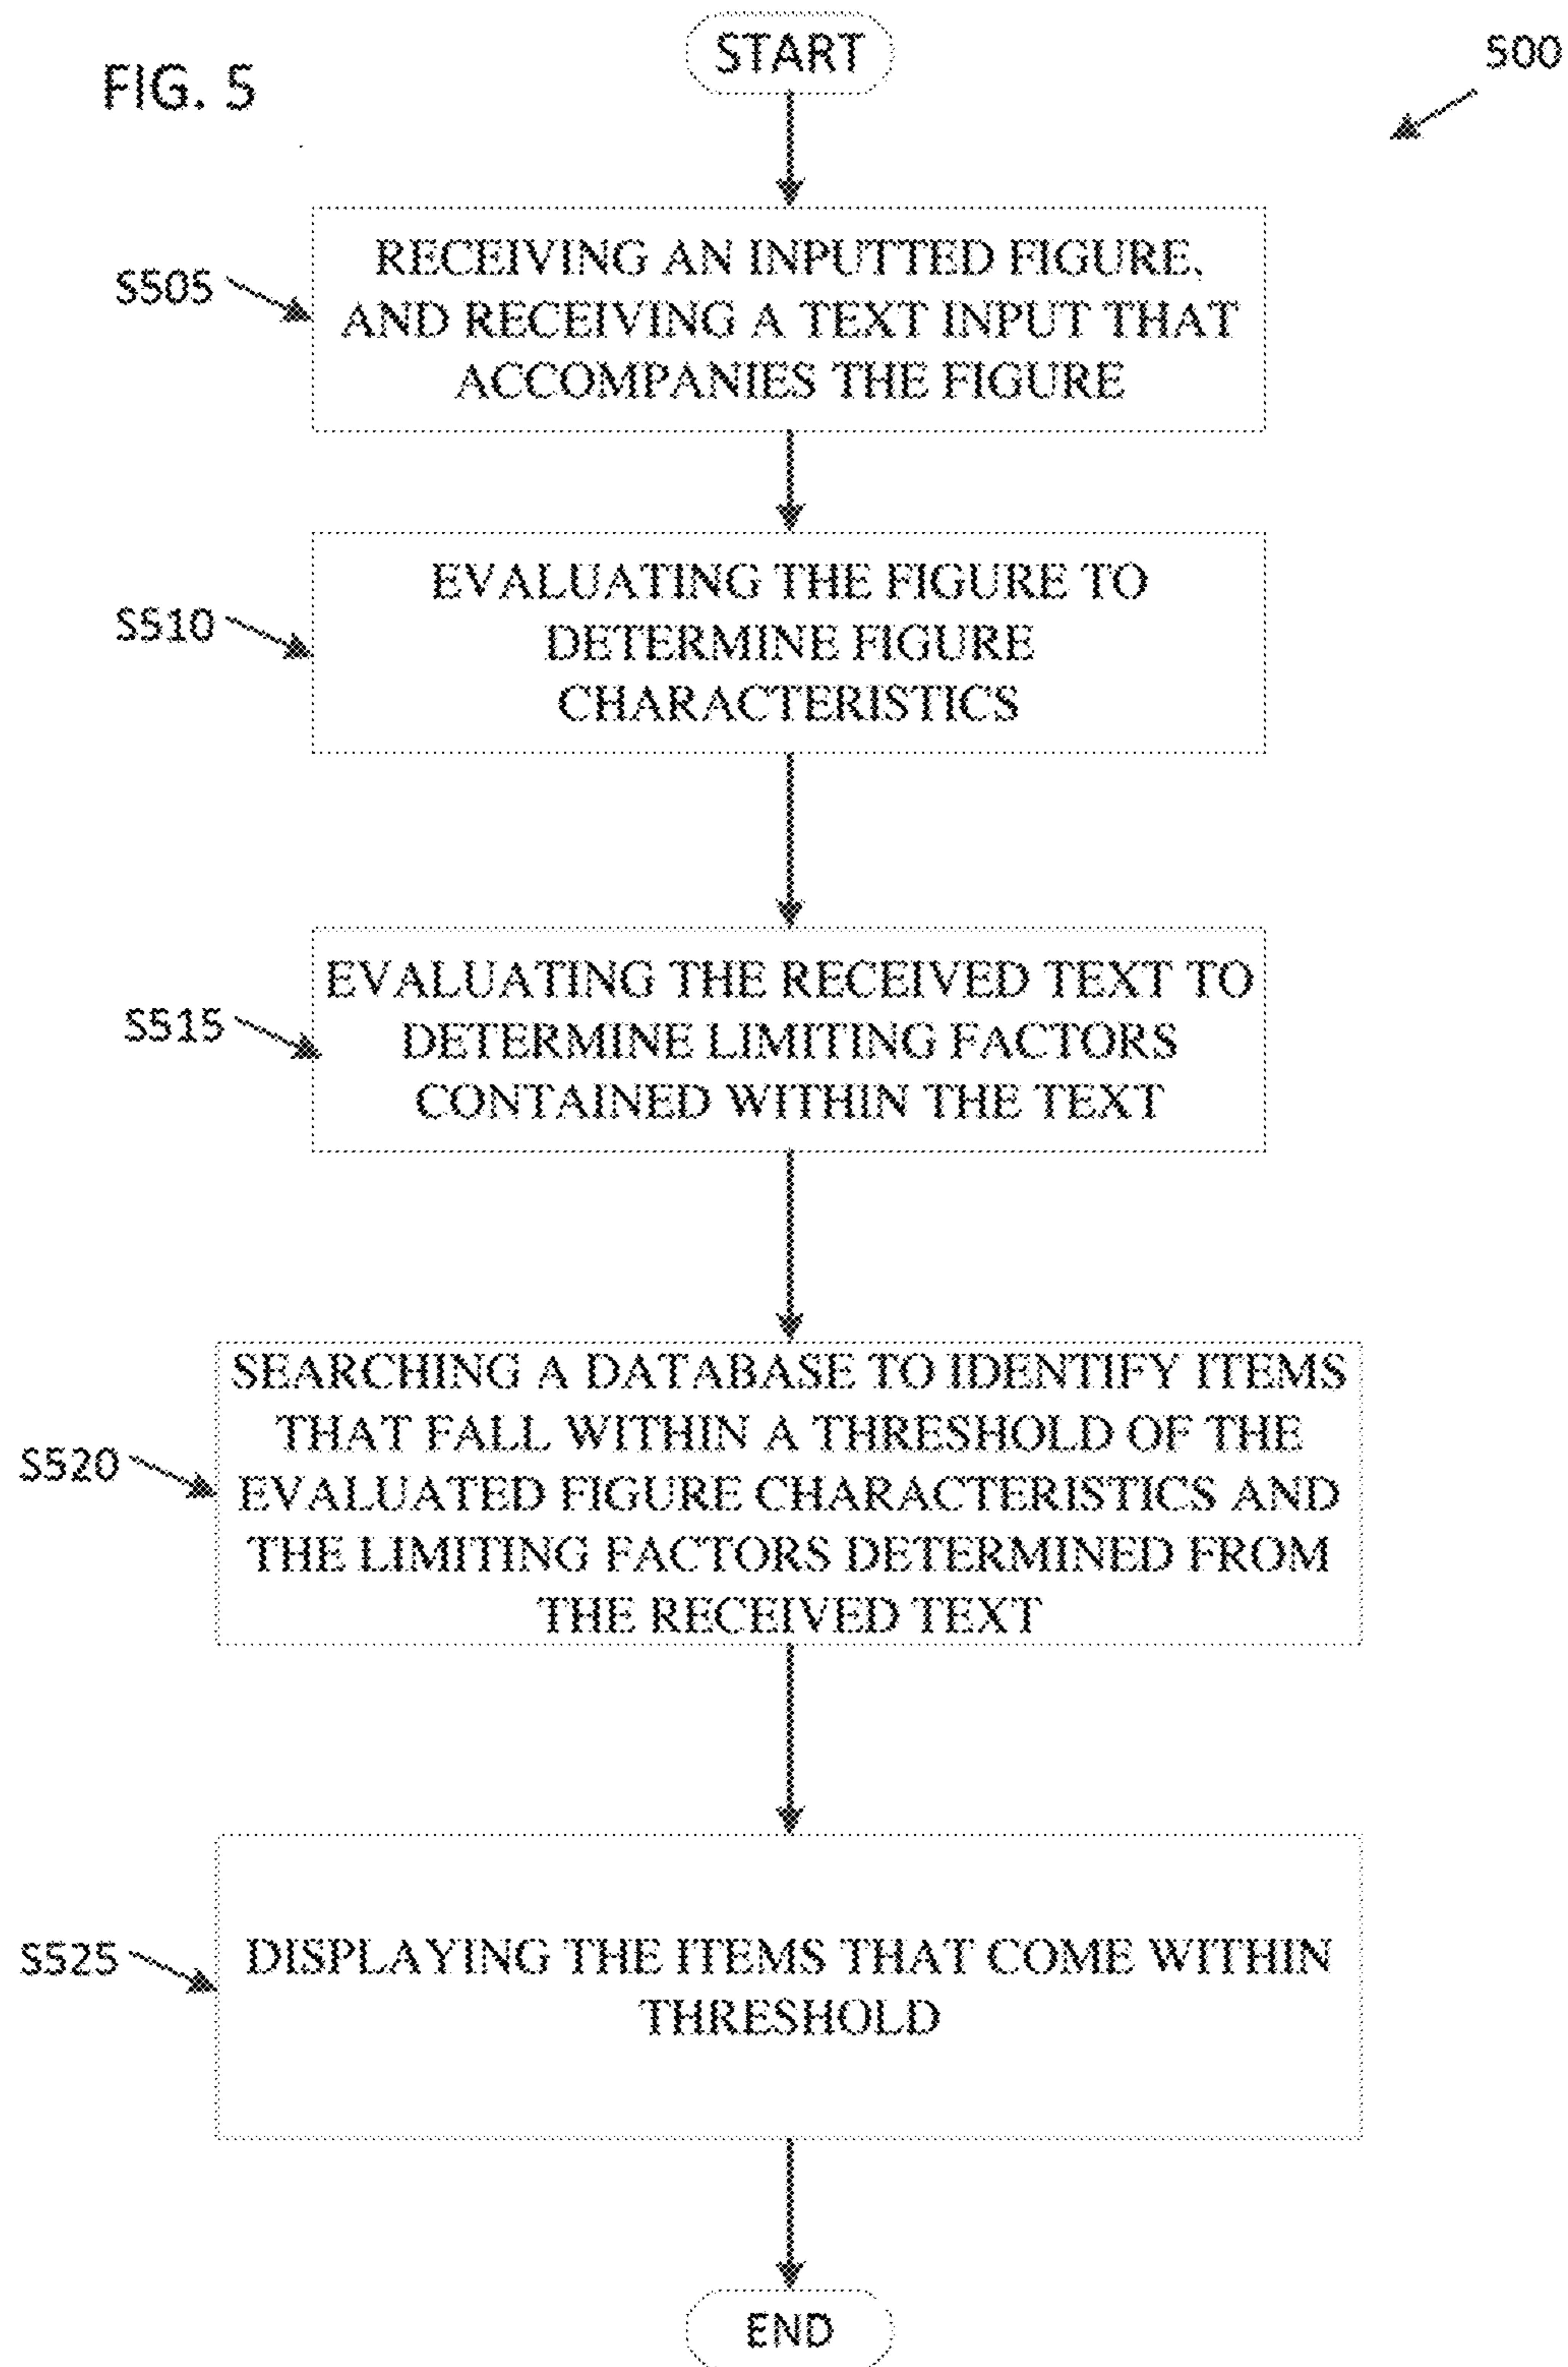 FIG. 5
START
500
S505
RECEIVING AN INPUTTED FIGURE,
AND RECEIVING A TEXT INPUT THAT
ACCOMPANIES THE FIGURE
S510
EVALUATING THE FIGURE TO
DETERMINE FIGURE
CHARACTERISTICS
S515
EVALUATING THE RECEIVED TEXT TO
DETERMINE LIMITING FACTORS
CONTAINED WITHIN THE TEXT
S520
SEARCHING A DATABASE TO IDENTIFY ITEMS
THAT FALL WITHIN A THRESHOLD OF THE
EVALUATED FIGURE CHARACTERISTICS AND
THE LIMITING FACTORS DETERMINED FROM
THE RECEIVED TEXT
S525
DISPLAYING THE ITEMS THAT COME WITHIN
THRESHOLD
END